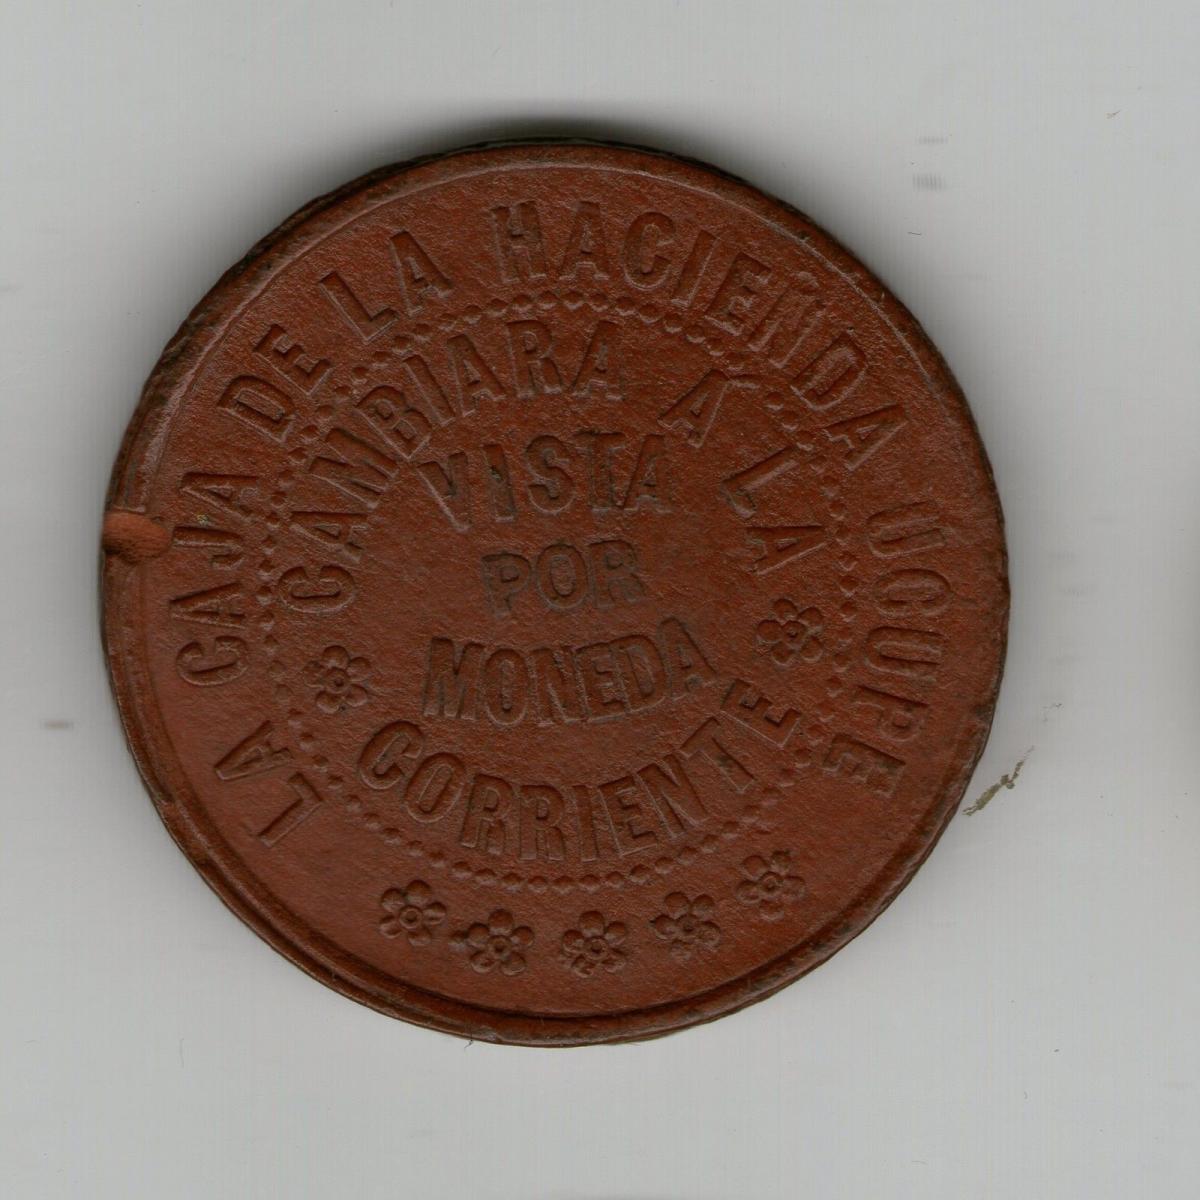 LA CAJA DE LA HACIENDA UCUPE
CAMBIARA Á LA
VISTA
POR
MONEDA
CORRIENTE